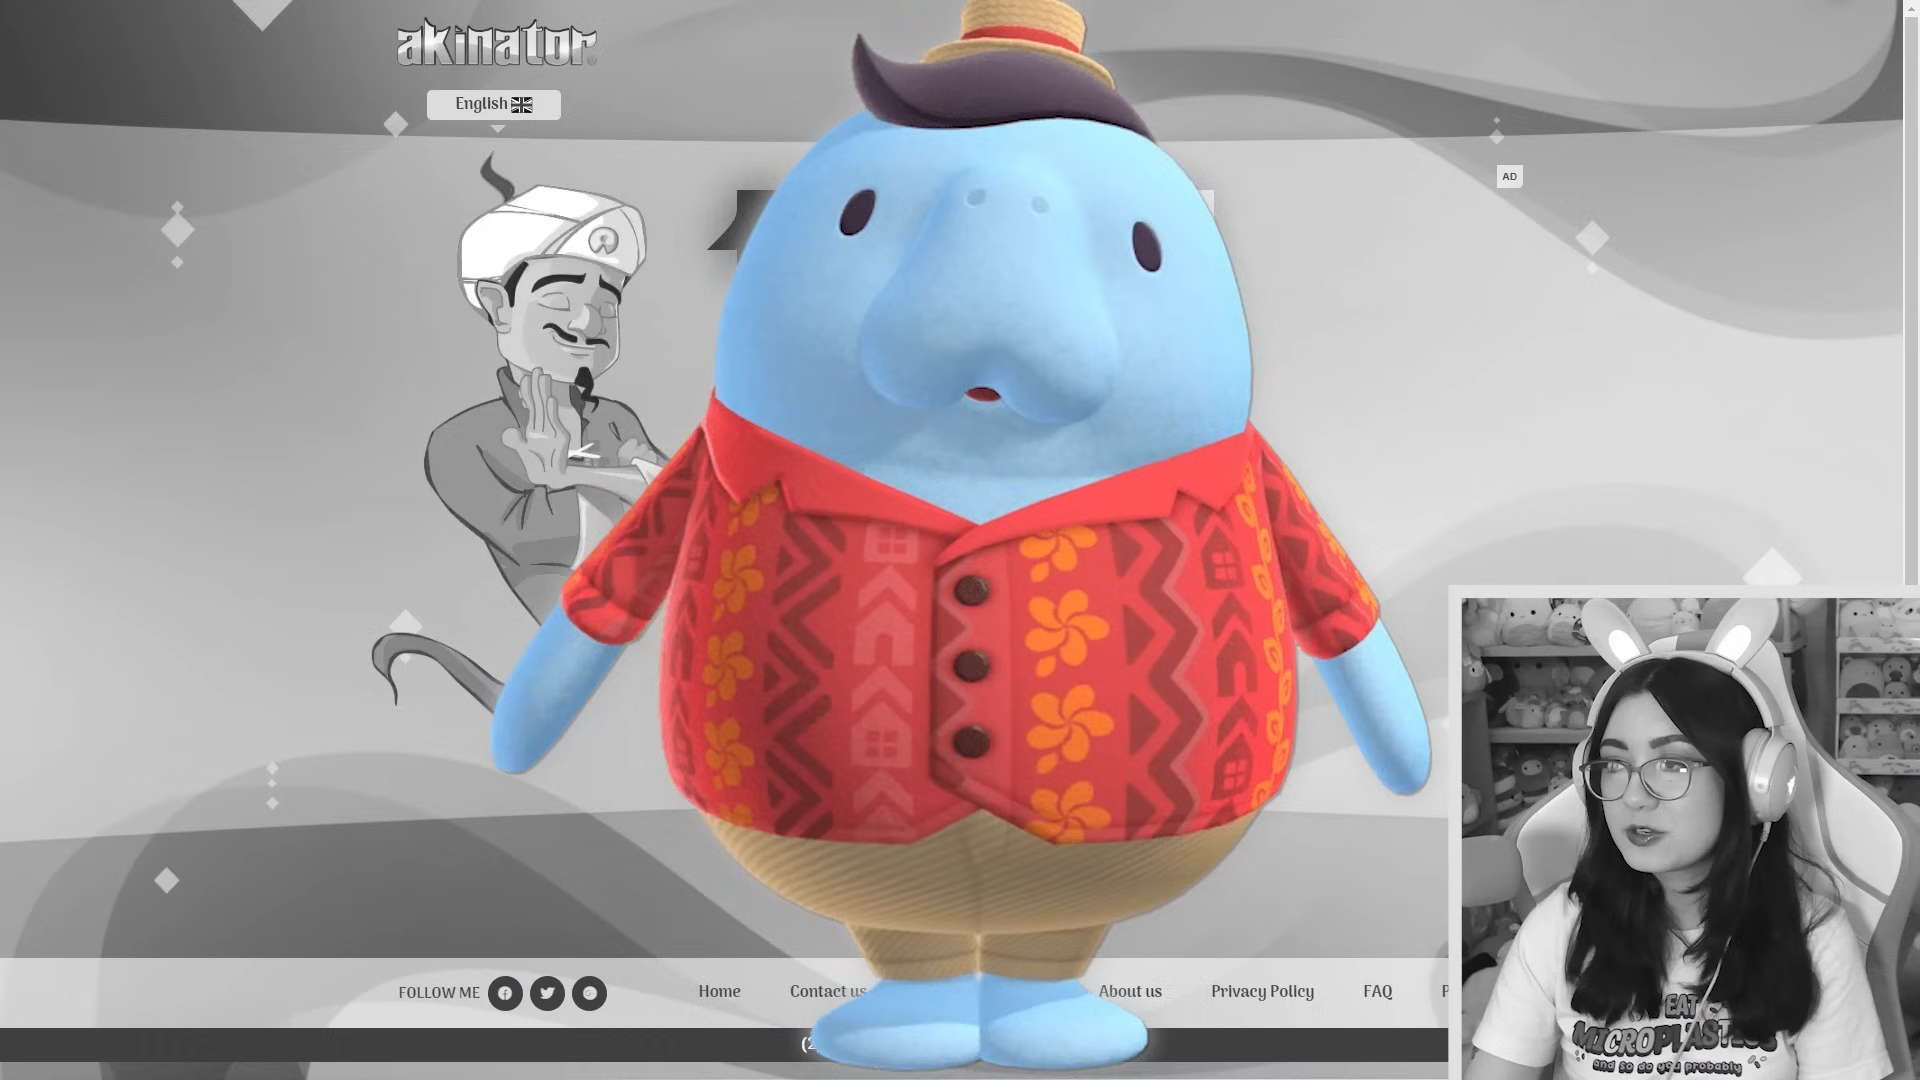 akinator
English
AD
FOLLOW ME
Home
Contact us
About us
Privacy Policy
FAQ
EAT
MICROPLASTICS
and so do you probably